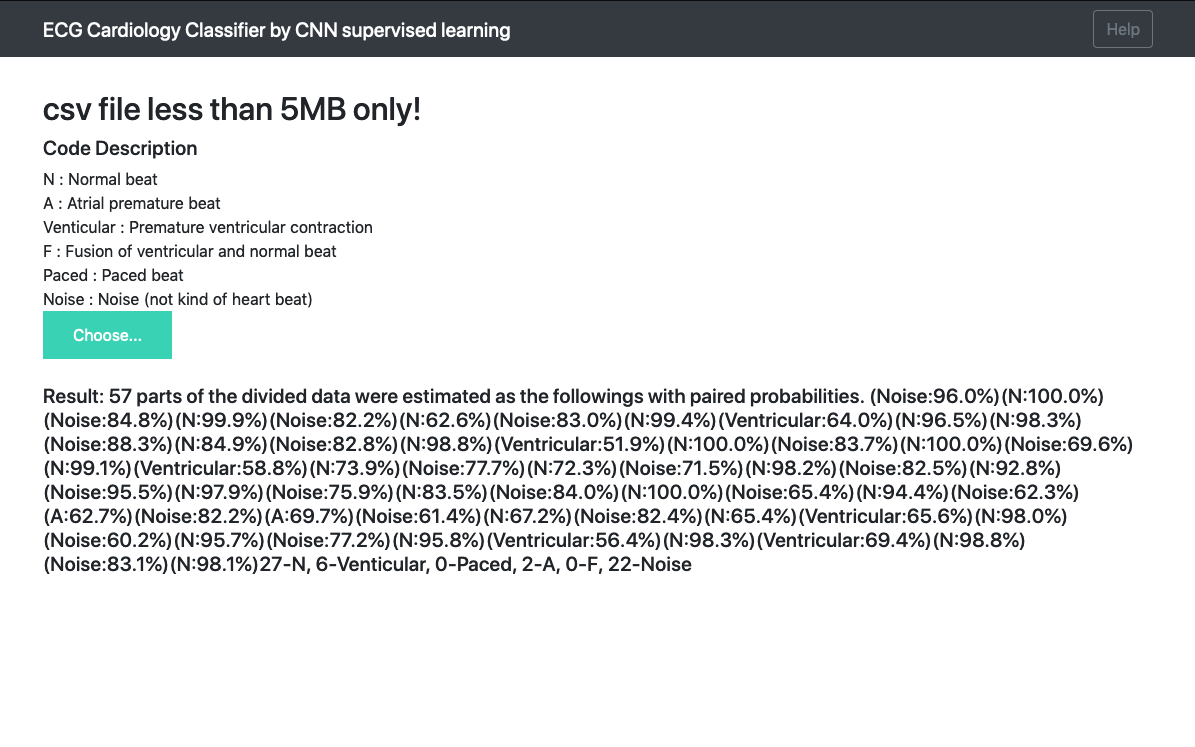 ECG Cardiology Classifier by CNN supervised learning
Help
csv file less than 5MB only!
Code Description
N : Normal beat
A : Atrial premature beat
Venticular : Premature ventricular contraction
F : Fusion of ventricular and normal beat
Paced : Paced beat
Noise : Noise (not kind of heart beat)
Choose...
Result: 57 parts of the divided data were estimated as the followings with paired probabilities. (Noise:96.0%)(N:100.0%)
(Noise:84.8%)(N:99.9%)(Noise:82.2%)(N:62.6%)(Noise:83.0%)(N:99.4%)(Ventricular:64.0%)(N:96.5%)(N:98.3%)
(Noise:88.3%)(N:84.9%)(Noise:82.8%)(N:98.8%)(Ventricular:51.9%)(N:100.0%)(Noise:83.7%)(N:100.0%)(Noise:69.6%)
(N:99.1%)(Ventricular:58.8%)(N:73.9%)(Noise:77.7%)(N:72.3%)(Noise:71.5%)(N:98.2%)(Noise:82.5%)(N:92.8%)
(Noise:95.5%)(N:97.9%)(Noise:75.9%)(N:83.5%)(Noise:84.0%)(N:100.0%)(Noise:65.4%)(N:94.4%)(Noise:62.3%)
(A:62.7%)(Noise:82.2%)(A:69.7%)(Noise:61.4%)(N:67.2%)(Noise:82.4%)(N:65.4%)(Ventricular:65.6%)(N:98.0%)
(Noise:60.2%)(N:95.7%)(Noise:77.2%)(N:95.8%)(Ventricular:56.4%)(N:98.3%)(Ventricular:69.4%)(N:98.8%)
(Noise:83.1%)(N:98.1%)27-N, 6-Venticular, 0-Paced, 2-A, 0-F, 22-Noise